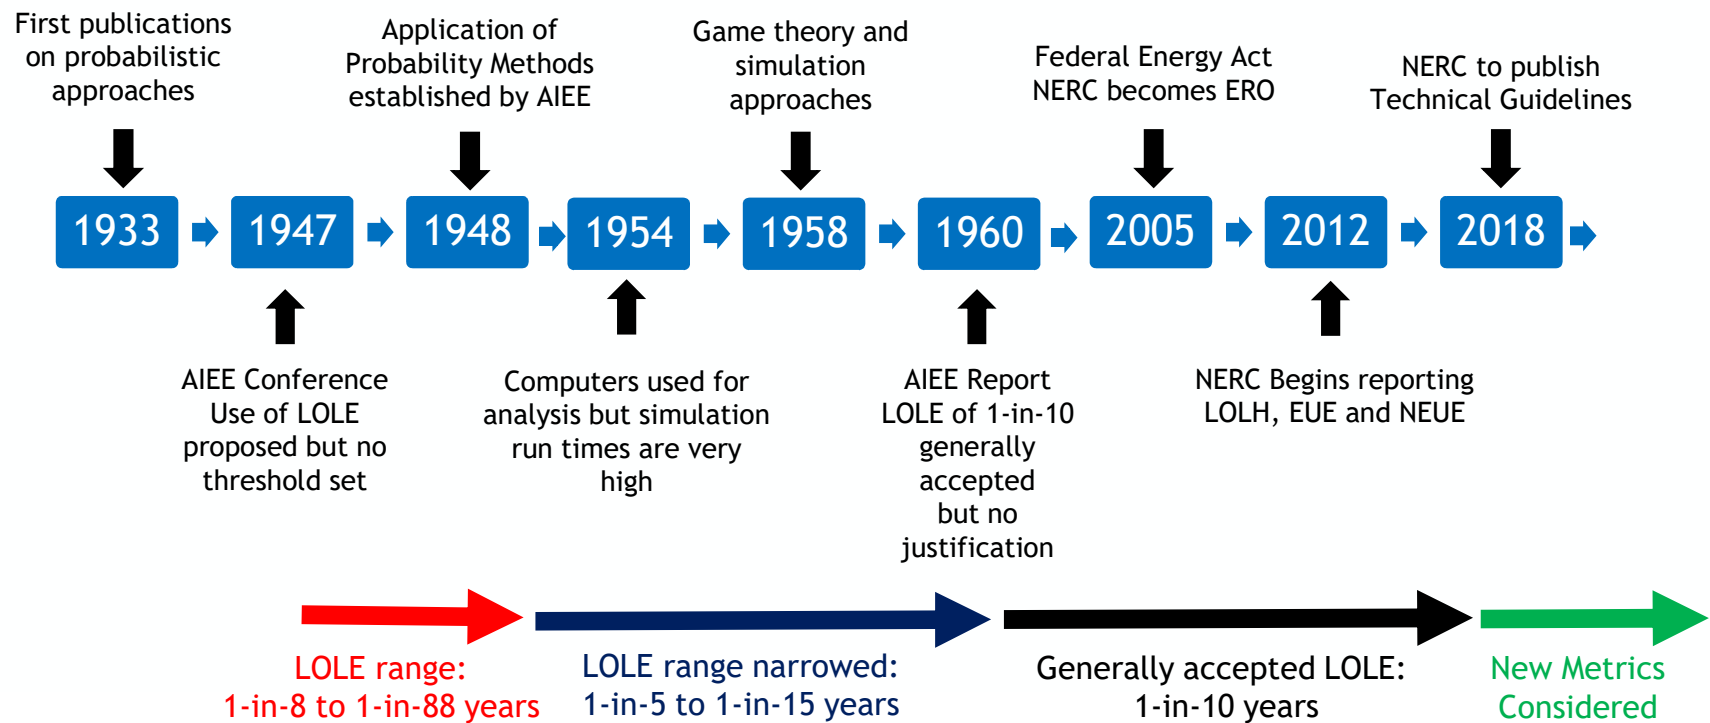 First publications
on probabilistic
approaches
Application of
Probability Methods
established by AIEE
Game theory and
simulation
approaches
Federal Energy Act
NERC becomes ERO
NERC to publish
Technical Guidelines
1933
1947
1948
1954
1958
1960
2005
2012
2018
AIEE Conference
Use of LOLE
proposed but no
threshold set
Computers used for
analysis but simulation
run times are very
high
AIEE Report
LOLE of 1-in-10
generally
accepted
but no
justification
NERC Begins reporting
LOLH, EUE and NEUE
LOLE range:
1-in-8 to 1-in-88 years
LOLE range narrowed:
1-in-5 to 1-in-15 years
Generally accepted LOLE:
1-in-10 years
New Metrics
Considered